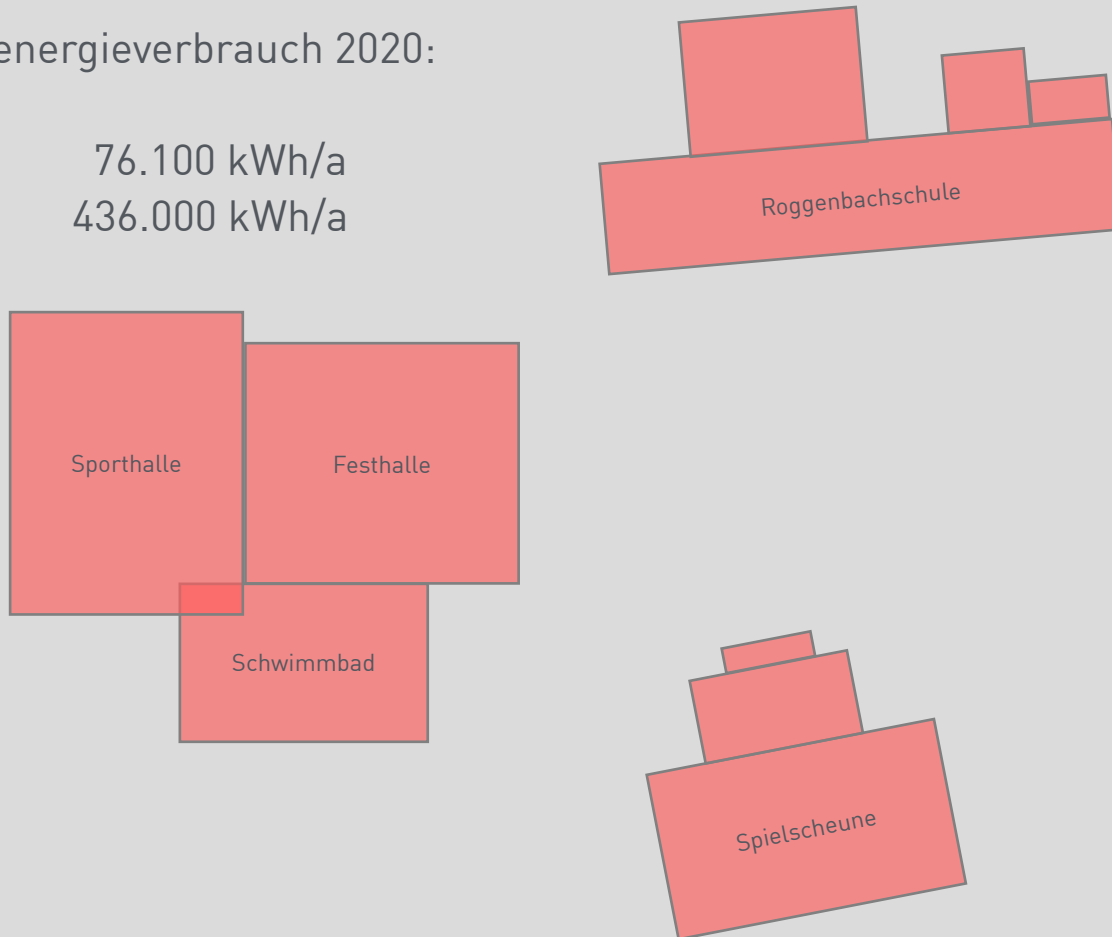 energieverbrauch 2020:
76.100 kWh/a
436.000 kWh/a
Roggenbachschule
Sporthalle
Festhalle
Schwimmbad
Spielscheune